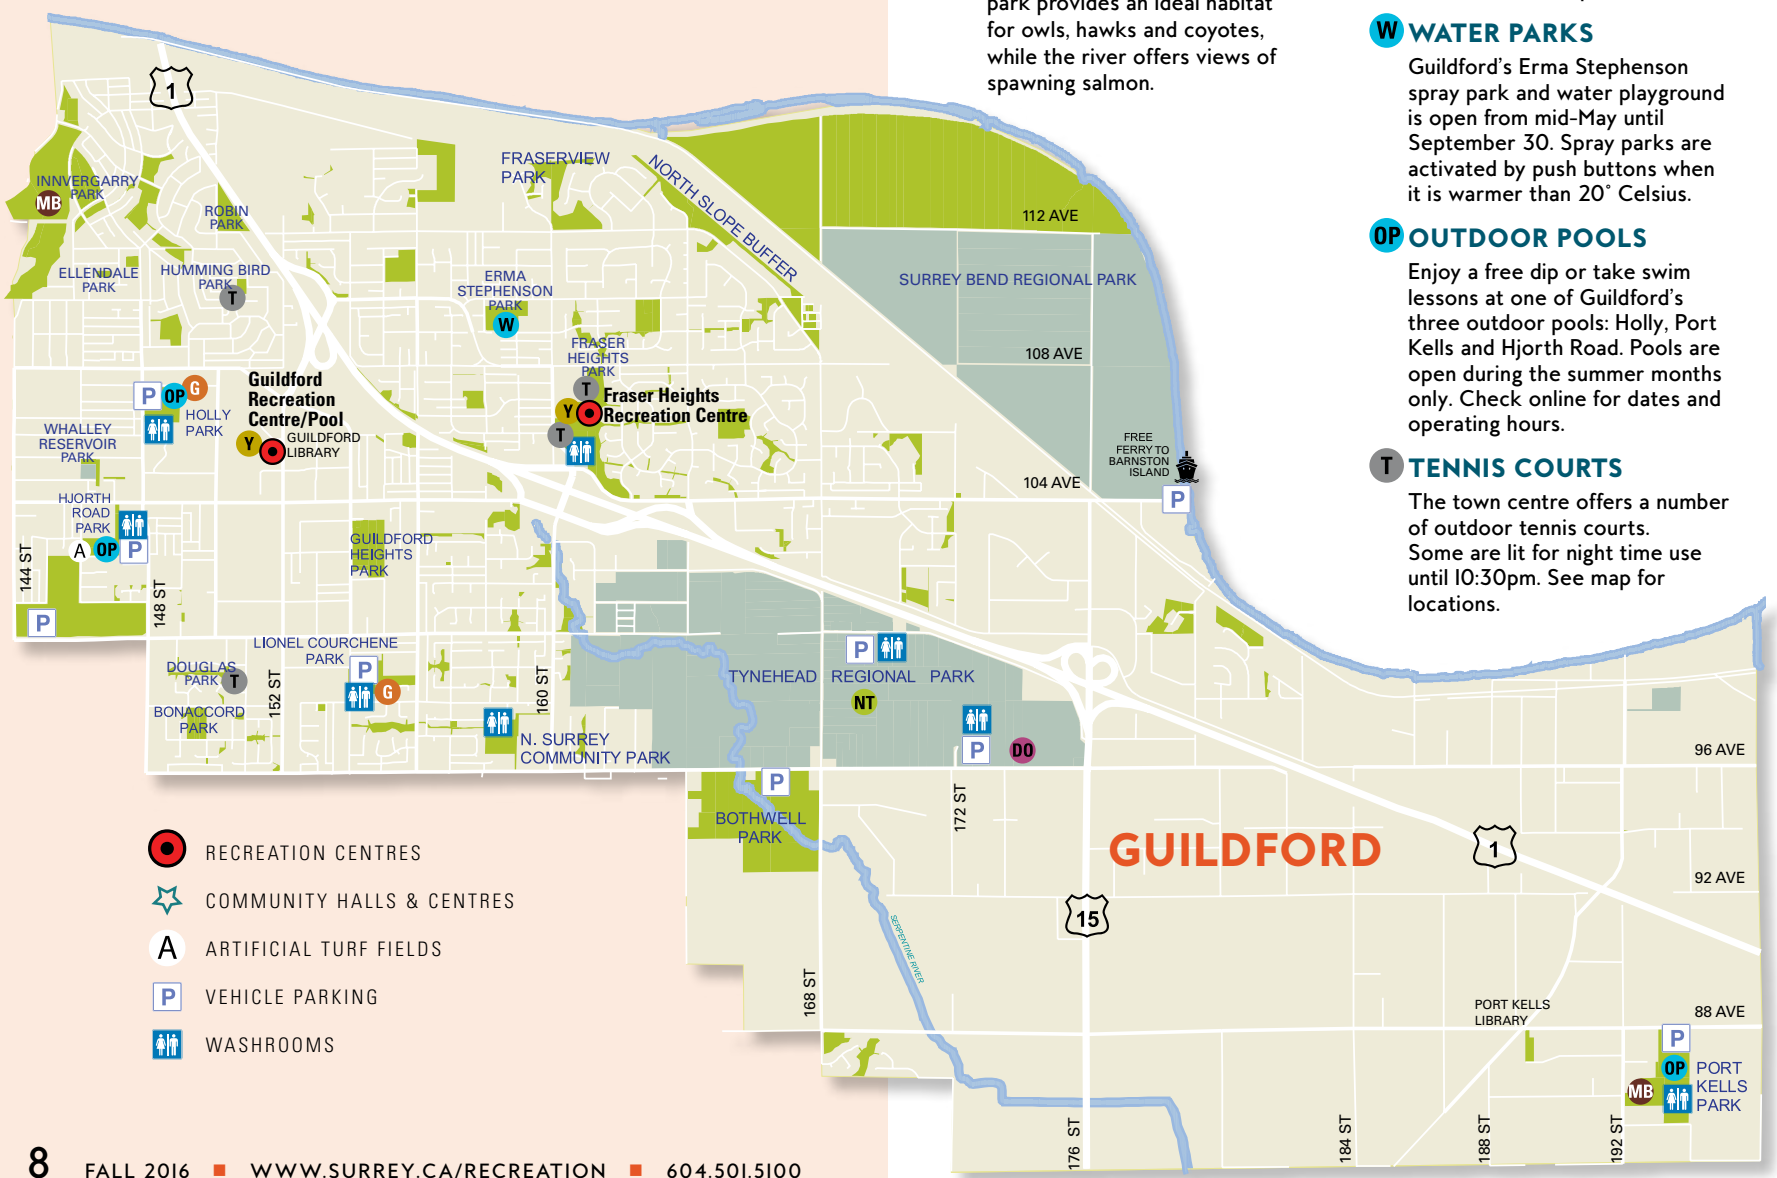 park provides an ideal habitat
for owls, hawks and coyotes,
while the river offers views of
spawning salmon.
W WATER PARKS
Guildford's Erma Stephenson
spray park and water playground
is open from mid-May until
September 30. Spray parks are
activated by push buttons when
it is warmer than 20° Celsius.
OP OUTDOOR POOLS
Enjoy a free dip or take swim
lessons at one of Guildford's
three outdoor pools: Holly, Port
Kells and Hjorth Road. Pools are
open during the summer months
only. Check online for dates and
operating hours.
T TENNIS COURTS
The town centre offers a number
of outdoor tennis courts.
Some are lit for night time use
until 10:30pm. See map for
locations.
1
INNVERGARRY
PARK
MB
ROBIN
PARK
FRASERVIEW
PARK
NORTH SLOPE BUFFER
112 AVE
ELLENDALE
PARK
HUMMING BIRD
PARK
T
ERMA
STEPHENSON
PARK
W
SURREY BEND REGIONAL PARK
FRASER
HEIGHTS
PARK
108 AVE
T
Y
Fraser Heights
Recreation Centre
T
P
OP
G
HOLLY
PARK
Guildford
Recreation
Centre/Pool
Y
GUILDFORD
LIBRARY
WHALLEY
RESERVOIR
PARK
FREE
FERRY TO
BARNSTON
ISLAND
P
104 AVE
HJORTH
ROAD
PARK
A
OP
P
144 ST
P
148 ST
GUILDFORD
HEIGHTS
PARK
LIONEL COURCHENE
PARK
P
G
DOUGLAS
PARK
T
152 ST
BONACCORD
PARK
160 ST
N. SURREY
COMMUNITY PARK
P
TYNEHEAD REGIONAL PARK
NT
P
DO
96 AVE
P
BOTHWELL
PARK
172 ST
GUILDFORD
1
92 AVE
15
SERPENTINE RIVER
168 ST
PORT KELLS
LIBRARY
88 AVE
P
OP
MB
PORT
KELLS
PARK
176 ST
184 ST
188 ST
192 ST
RECREATION CENTRES
COMMUNITY HALLS & CENTRES
A ARTIFICIAL TURF FIELDS
P VEHICLE PARKING
WASHROOMS
8 FALL 2016 ■ WWW.SURREY.CA/RECREATION ■ 604.501.5100